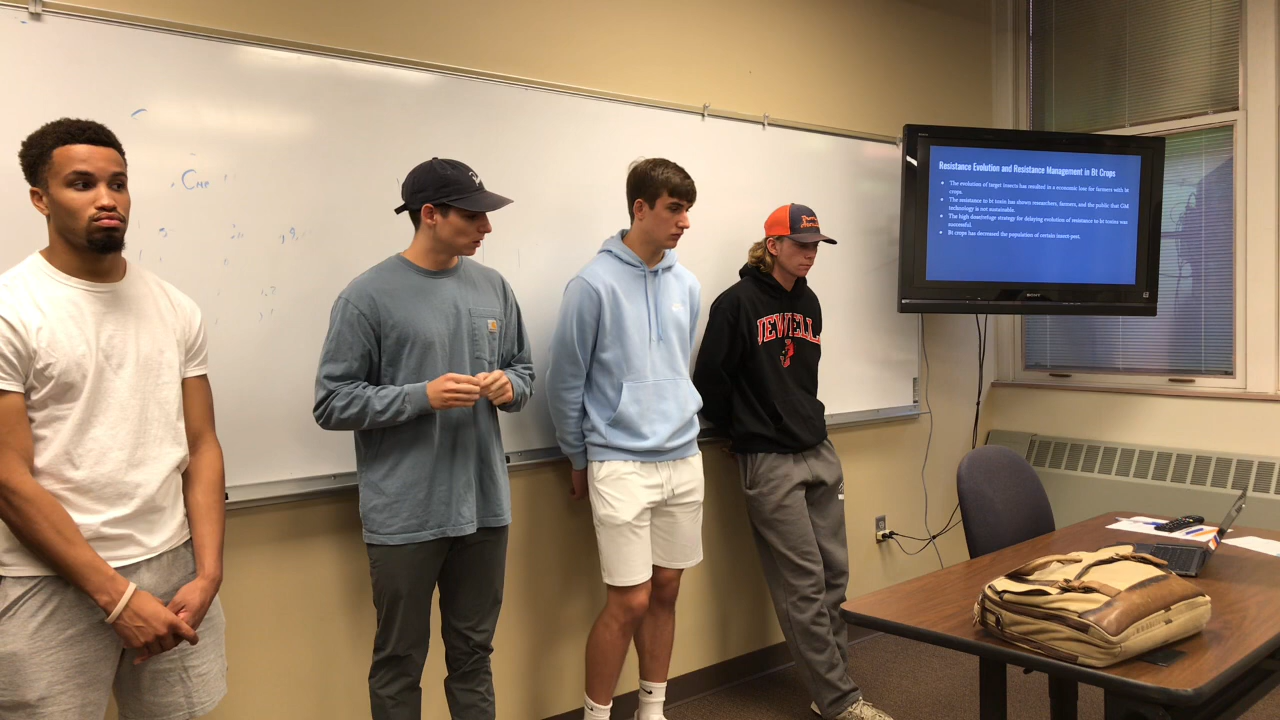 Resistance Evolution and Resistance Management in Bt Crops
• The evolution of target insects has resulted in a economic loss for farmers with bt
crops.
• The resistance to bt toxin has shown researchers, farmers, and the public that GM
technology is not sustainable.
• The high dose/refuge strategy for delaying evolution of resistance to bt toxins was
successful.
• Bt crops has decreased the population of certain insect-pest.
JEWELL
J
SONY